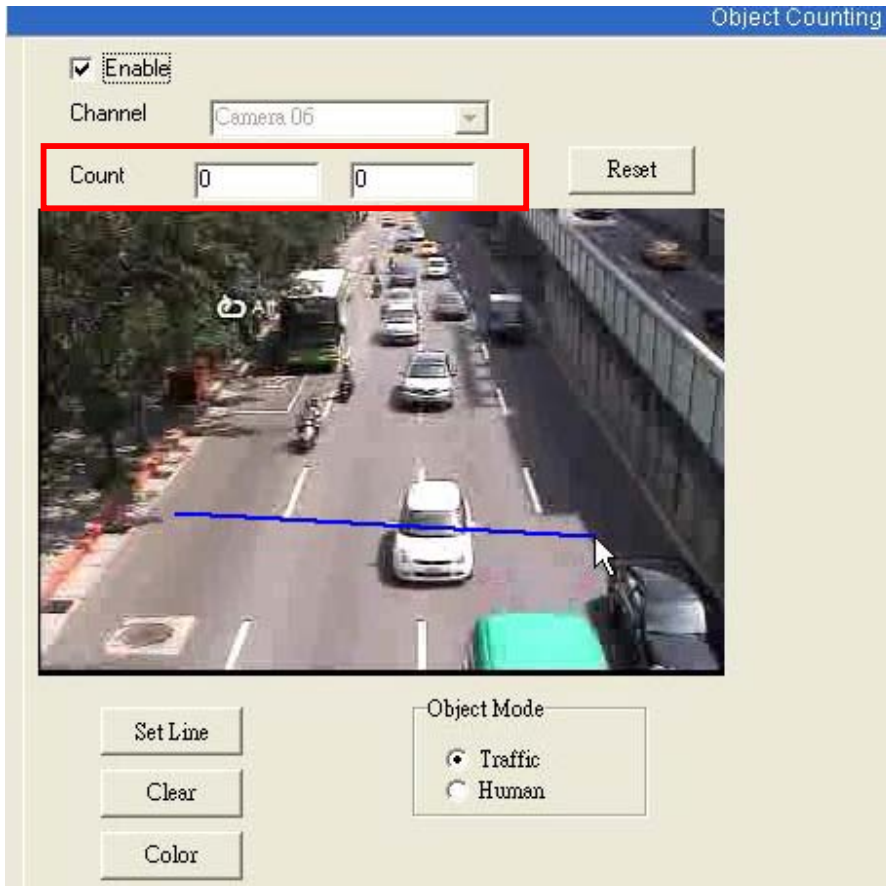 Object Counting
Enable
Channel Camera 06
Count 0 0 Reset
Set Line
Clear
Color
Object Mode
Traffic
Human